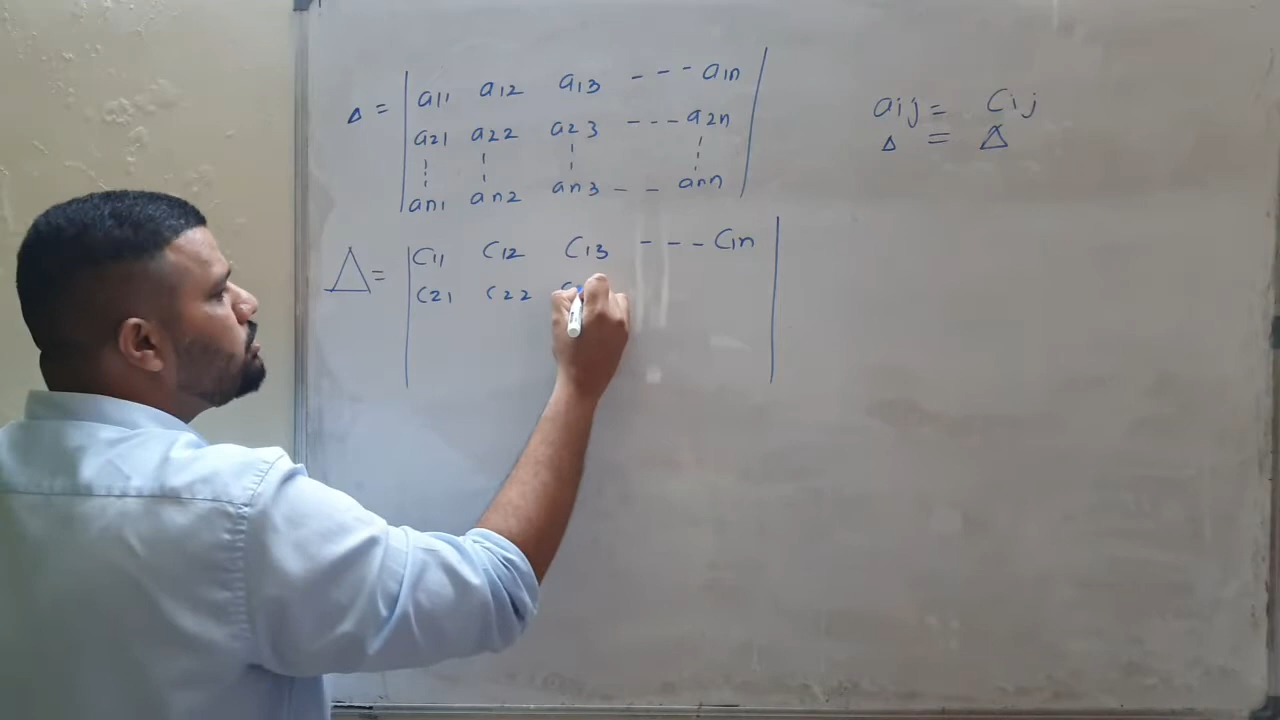 Δ = | a11 a12 a13 - - - a1n |
a21 a22 a23 - - - a2n
an1 an2 an3 - - ann
Δ = | C11 C12 C13 - - - C1n |
C21 C22
aij = Cij
Δ = Δ